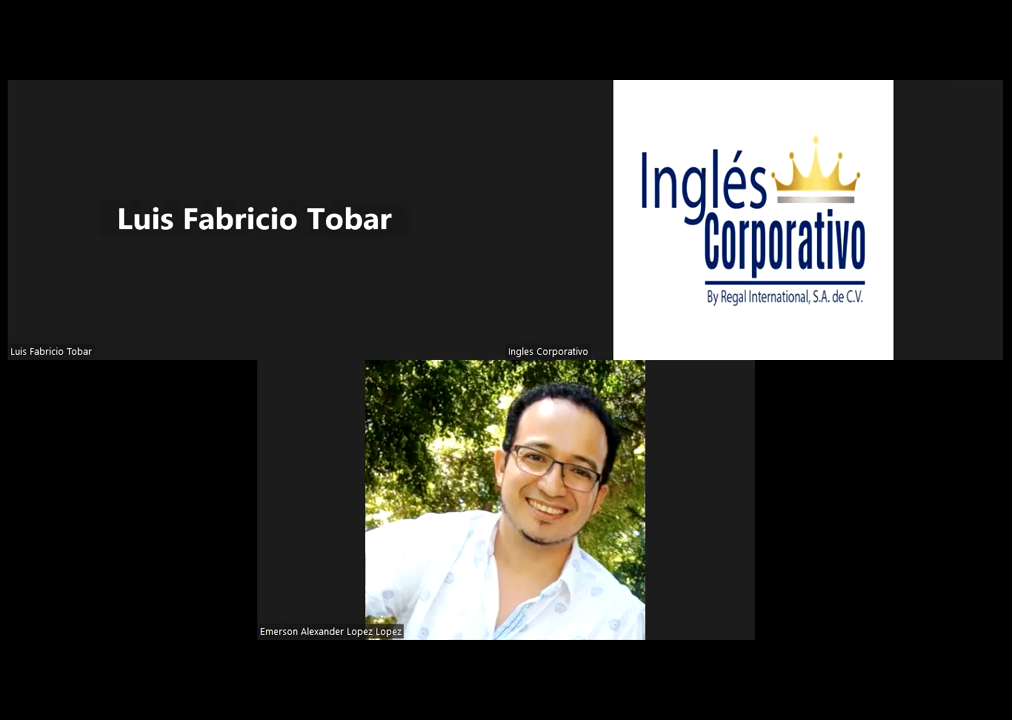 Luis Fabricio Tobar
Luis Fabricio Tobar
Inglés
Corporativo
By Regal International, S.A. de C.V.
Ingles Corporativo
Emerson Alexander Lopez Lopez